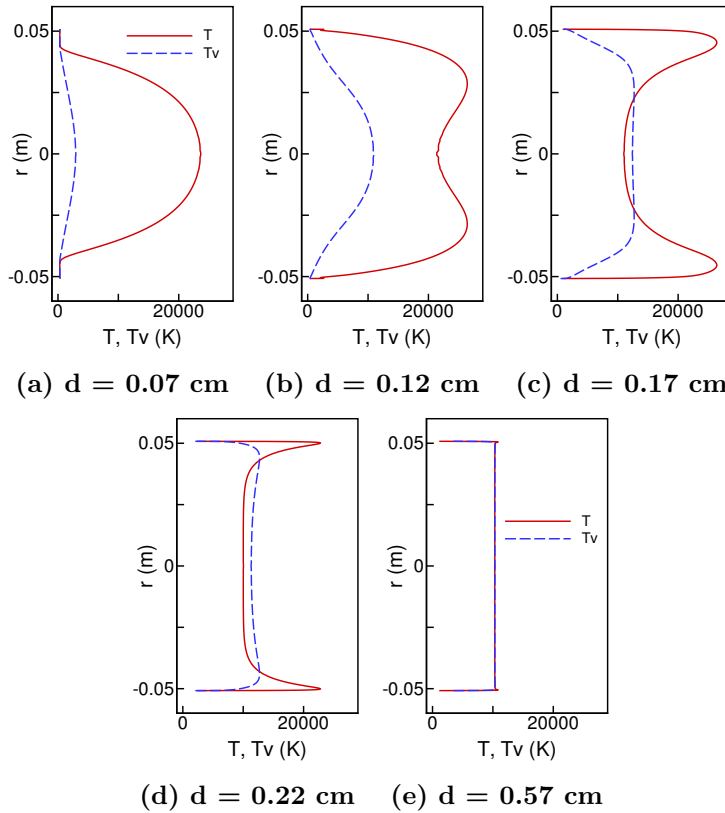 0.05
0
-0.05
r (m)
T
Tv
0
20000
T, Tv (K)
(a) d = 0.07 cm
0.05
0
-0.05
r (m)
0
20000
T, Tv (K)
(b) d = 0.12 cm
0.05
0
-0.05
r (m)
0
20000
T, Tv (K)
(c) d = 0.17 cm
0.05
0
-0.05
r (m)
0
20000
T, Tv (K)
(d) d = 0.22 cm
0.05
0
-0.05
r (m)
T
Tv
0
20000
T, Tv (K)
(e) d = 0.57 cm